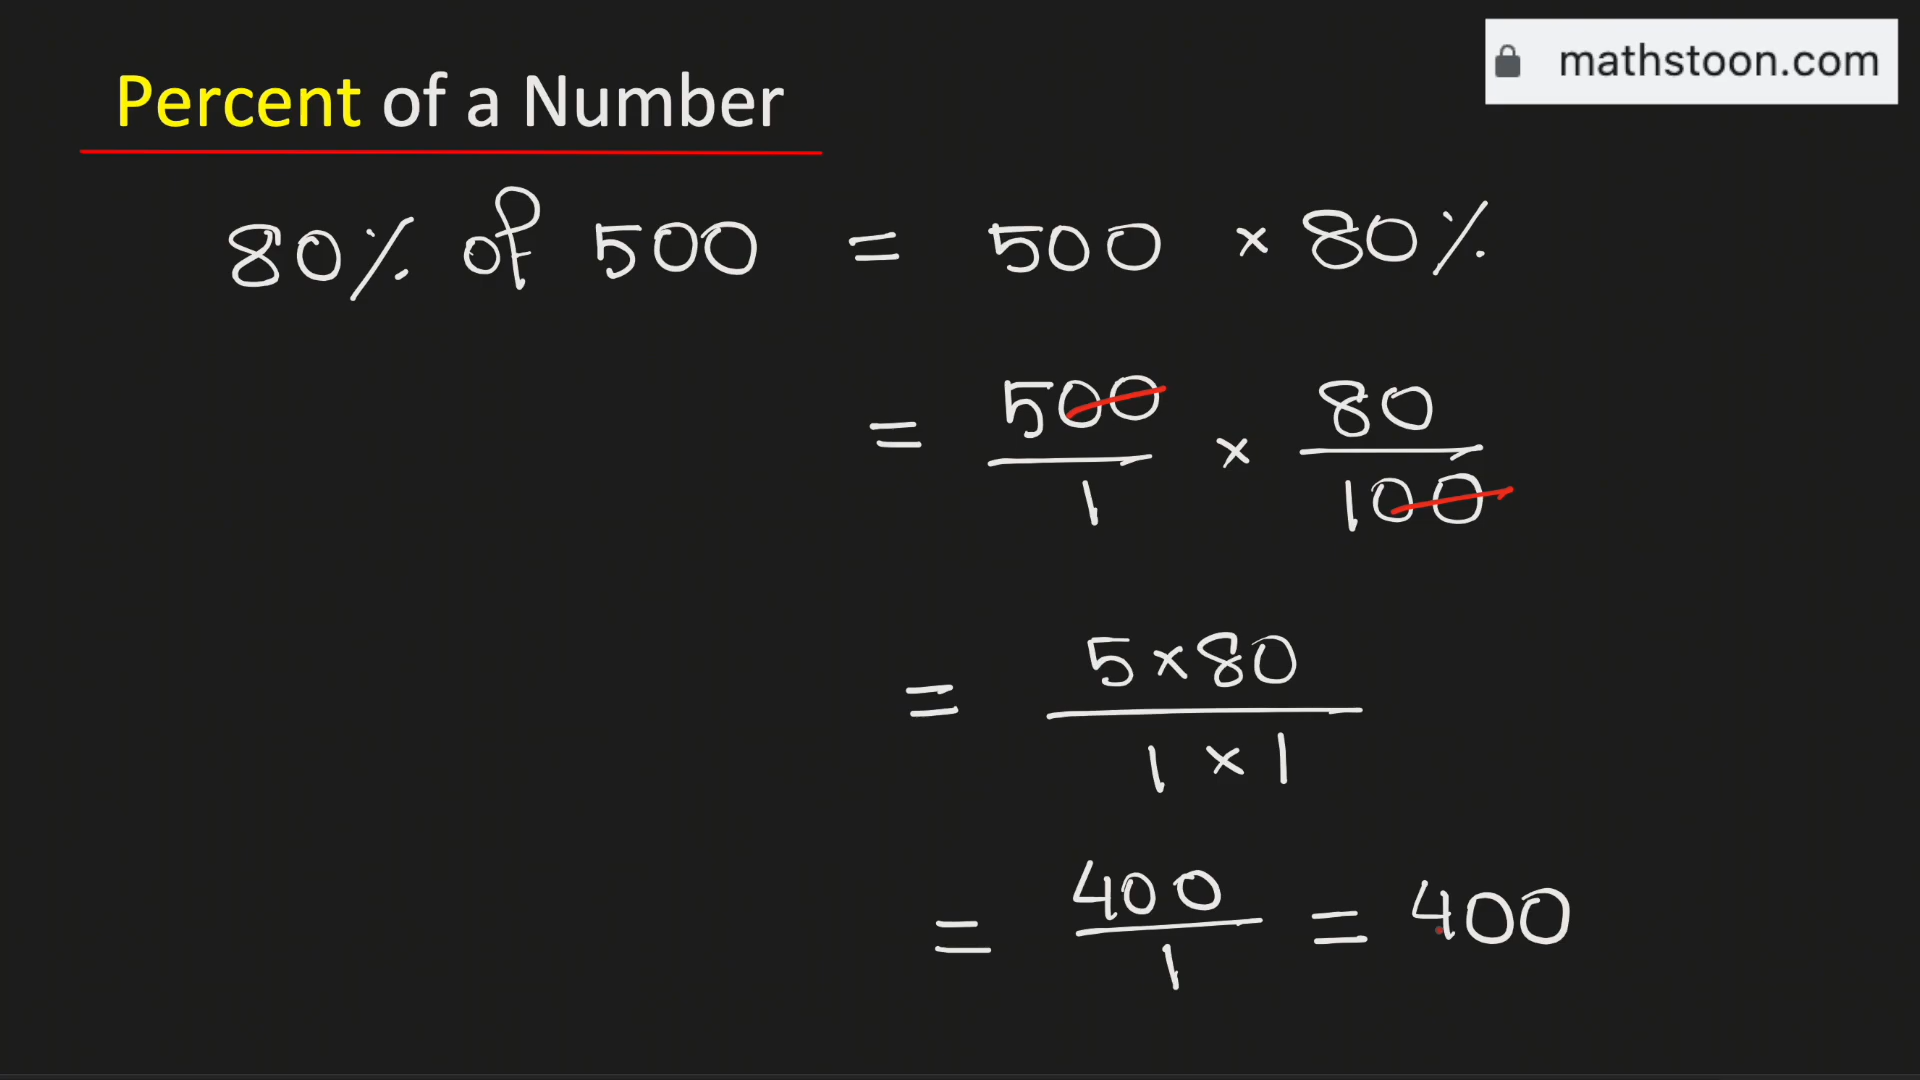 mathstoon.com
Percent of a Number
80% of 500 = 500 × 80%
= 500/1 × 80/100
= 5×80/1×1
= 400/1 = 400